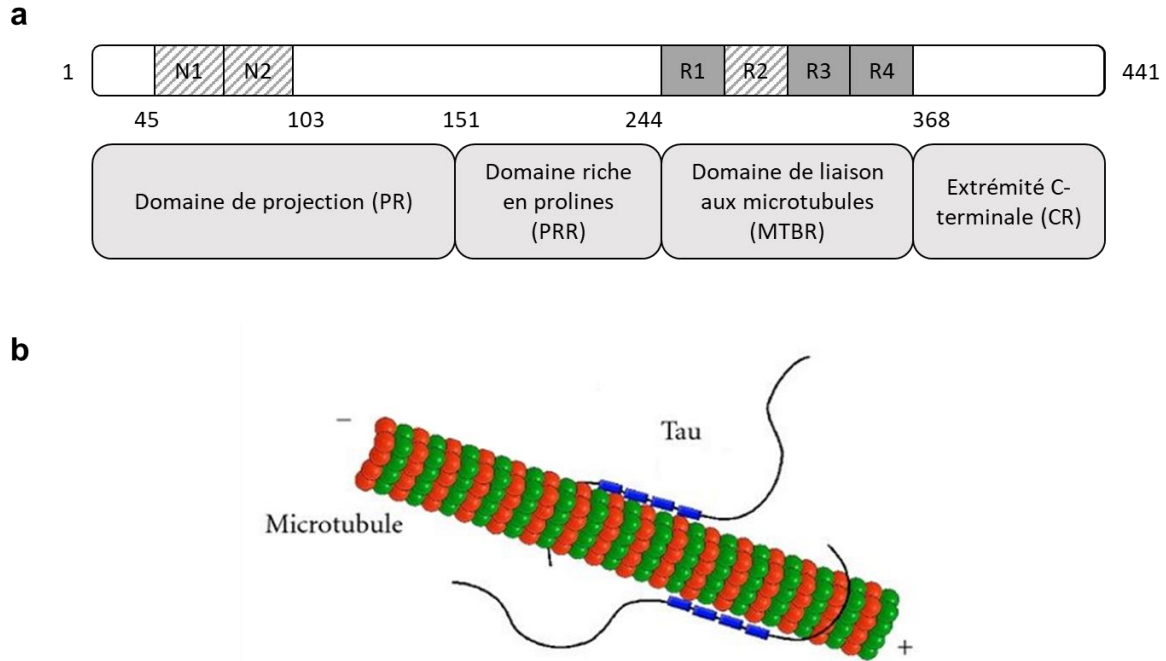 a
1 N1 N2 R1 R2 R3 R4 441
45 103 151 244 368
Domaine de projection (PR)
Domaine riche
en prolines
(PRR)
Domaine de liaison
aux microtubules
(MTBR)
Extrémité C-
terminale (CR)
b
−
Tau
Microtubule
+